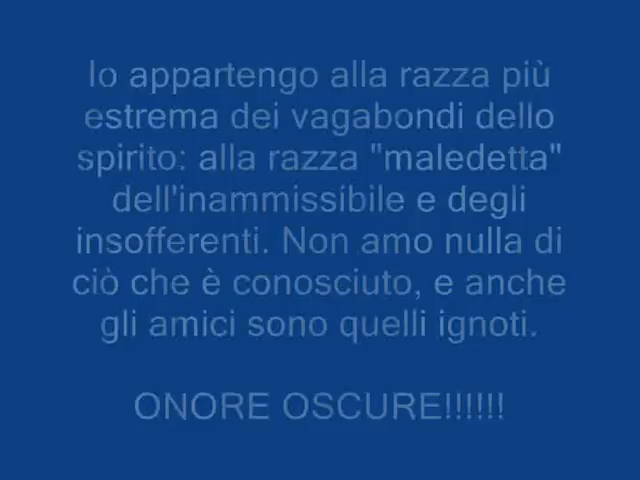 Io appartengo alla razza più
estrema dei vagabondi dello
spirito: alla razza "maledetta"
dell'inammissibile e degli
insofferenti. Non amo nulla di
ciò che è conosciuto, e anche
gli amici sono quelli ignoti.
ONORE OSCURE!!!!!!